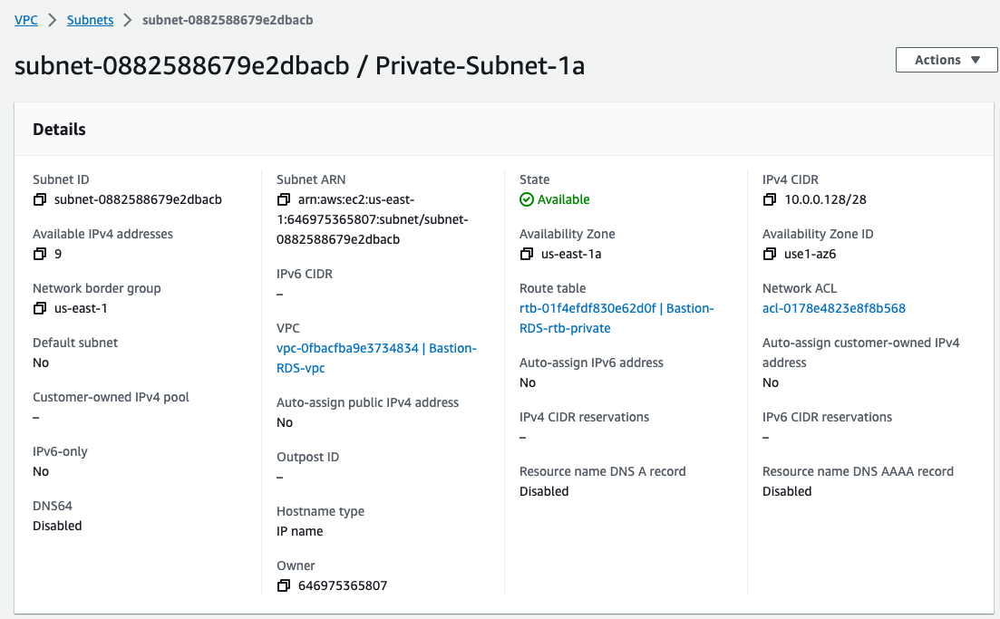 VPC > Subnets > subnet-0882588679e2dbacb
subnet-0882588679e2dbacb / Private-Subnet-1a
Actions
Details
Subnet ID
subnet-0882588679e2dbacb
Available IPv4 addresses
9
Network border group
us-east-1
Default subnet
No
Customer-owned IPv4 pool
–
IPv6-only
No
DNS64
Disabled
Subnet ARN
arn:aws:ec2:us-east-
1:646975365807:subnet/subnet-
0882588679e2dbacb
IPv6 CIDR
–
VPC
vpc-0fbacfba9e3734834 | Bastion-
RDS-vpc
Auto-assign public IPv4 address
No
Outpost ID
–
Hostname type
IP name
Owner
646975365807
State
Available
Availability Zone
us-east-1a
Route table
rtb-01f4efdf830e62d0f | Bastion-
RDS-rtb-private
Auto-assign IPv6 address
No
IPv4 CIDR reservations
–
Resource name DNS A record
Disabled
IPv4 CIDR
10.0.0.128/28
Availability Zone ID
use1-az6
Network ACL
acl-0178e4823e8f8b568
Auto-assign customer-owned IPv4
address
No
IPv6 CIDR reservations
–
Resource name DNS AAAA record
Disabled